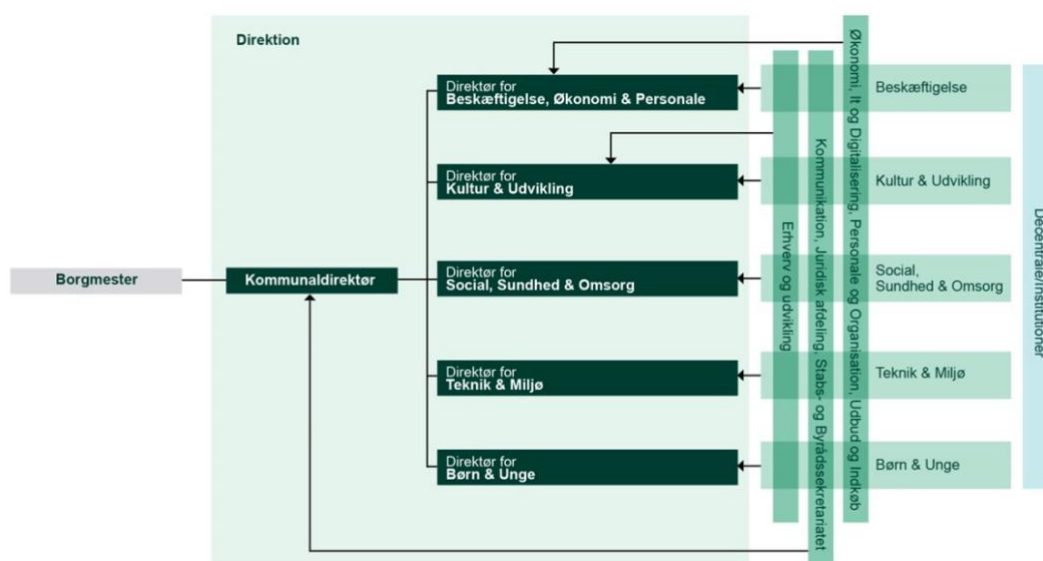 Direktion
Borgmester
Kommunaldirektør
Direktør for
Beskæftigelse, Økonomi & Personale
Direktør for
Kultur & Udvikling
Direktør for
Social, Sundhed & Omsorg
Direktør for
Teknik & Miljø
Direktør for
Børn & Unge
Erhverv og udvikling
Kommunikation, Juridisk afdeling, Stabs- og Byrådssekretariatet
Økonomi, It og Digitalisering, Personale og Organisation, Udbud og Indkøb
Beskæftigelse
Kultur & Udvikling
Social,
Sundhed & Omsorg
Teknik & Miljø
Børn & Unge
Decentrale/Institutioner